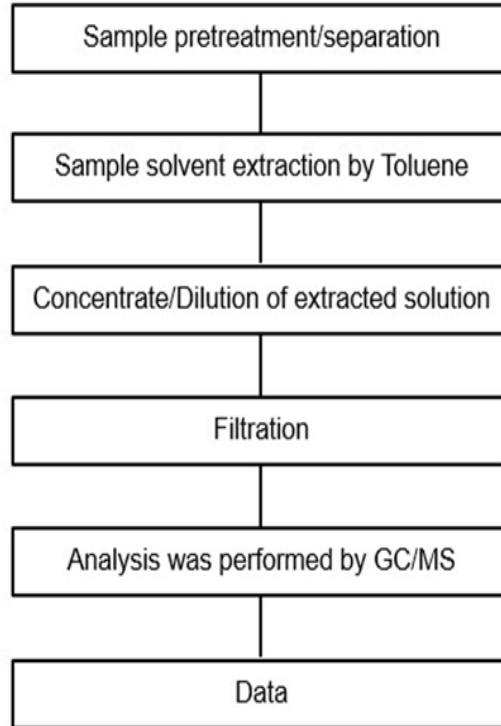 Sample pretreatment/separation
Sample solvent extraction by Toluene
Concentrate/Dilution of extracted solution
Filtration
Analysis was performed by GC/MS
Data